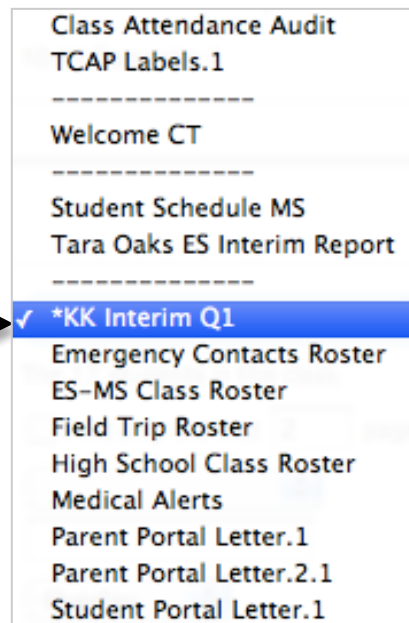 Class Attendance Audit
TCAP Labels.1
--------------
Welcome CT
--------------
Student Schedule MS
Tara Oaks ES Interim Report
--------------
✓ *KK Interim Q1
Emergency Contacts Roster
ES-MS Class Roster
Field Trip Roster
High School Class Roster
Medical Alerts
Parent Portal Letter.1
Parent Portal Letter.2.1
Student Portal Letter.1